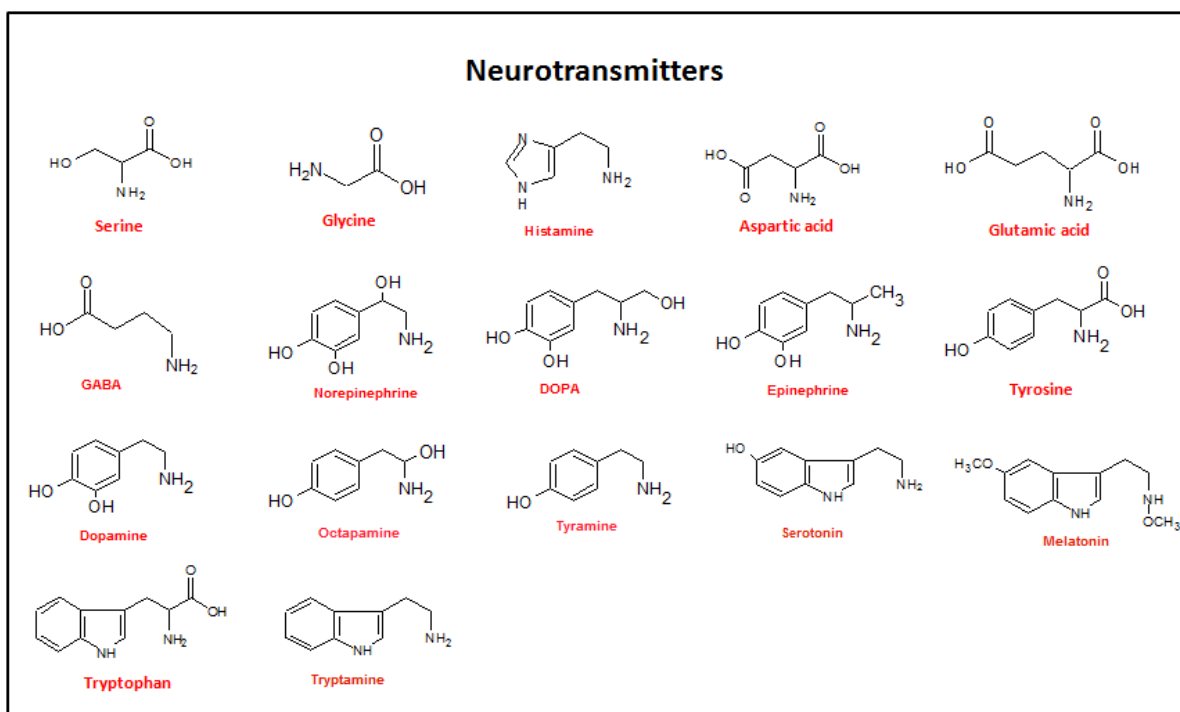 Neurotransmitters
O
HO
OH
NH2
Serine
O
H2N
OH
Glycine
N
N
H
NH2
Histamine
O
HO
OH
O
NH2
Aspartic acid
O
O
HO
OH
NH2
Glutamic acid
O
HO
NH2
GABA
OH
HO
OH
NH2
Norepinephrine
OH
NH2
HO
OH
DOPA
CH3
NH2
HO
OH
Epinephrine
O
OH
NH2
HO
Tyrosine
HO
OH
NH2
Dopamine
OH
HO
NH2
Octapamine
HO
NH2
Tyramine
HO
NH
NH2
Serotonin
H3CO
NH
NH
OCH3
Melatonin
O
OH
NH2
NH
Tryptophan
NH
NH2
Tryptamine